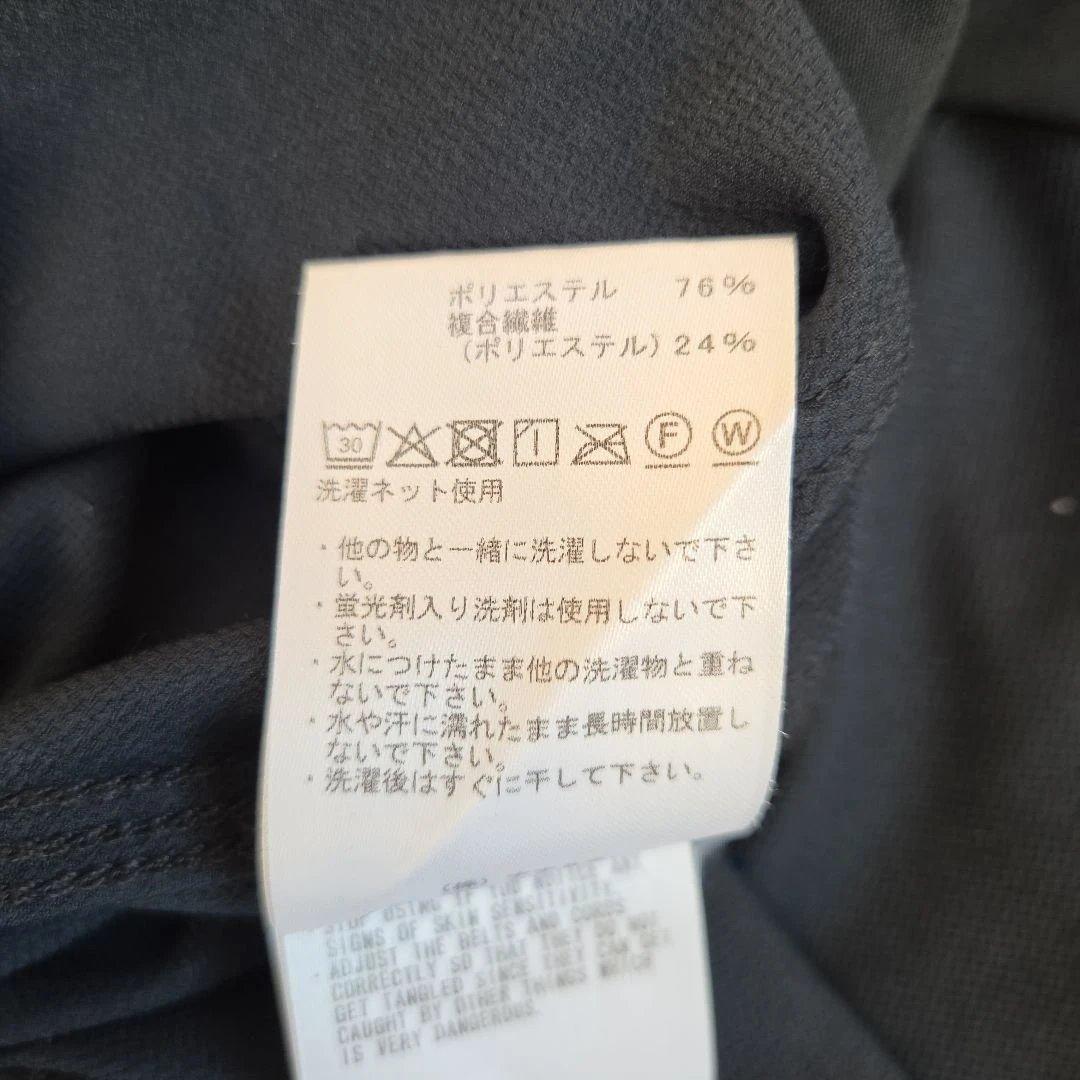 ポリエステル 76%
複合繊維
(ポリエステル) 24%
30 F W
洗濯ネット使用
・他の物と一緒に洗濯しないで下さ
い。
・蛍光剤入り洗剤は使用しないで下
さい。
・水につけたまま他の洗濯物と重ね
ないで下さい。
・水や汗に濡れたまま長時間放置し
ないで下さい。
・洗濯後はすぐに干して下さい。
STOP USING IF THE
SIGNS OF SKIN SENSITIVITY.
・ADJUST THE BELTS AND CORDS
CORRECTLY SO THAT THEY DO NOT
GET TANGLED SINCE THEY CAN GET
CAUGHT BY OTHER THINGS WHICH
IS VERY DANGEROUS.